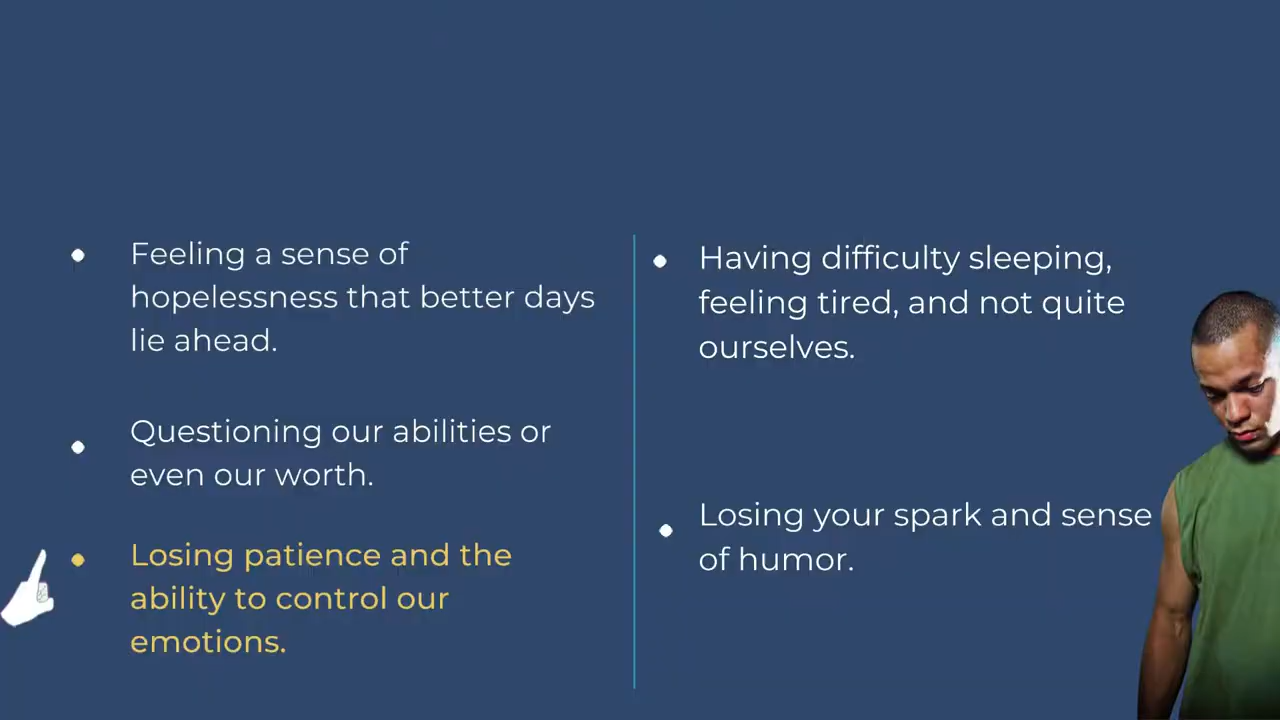 Feeling a sense of
hopelessness that better days
lie ahead.
Questioning our abilities or
even our worth.
Losing patience and the
ability to control our
emotions.
Having difficulty sleeping,
feeling tired, and not quite
ourselves.
Losing your spark and sense
of humor.